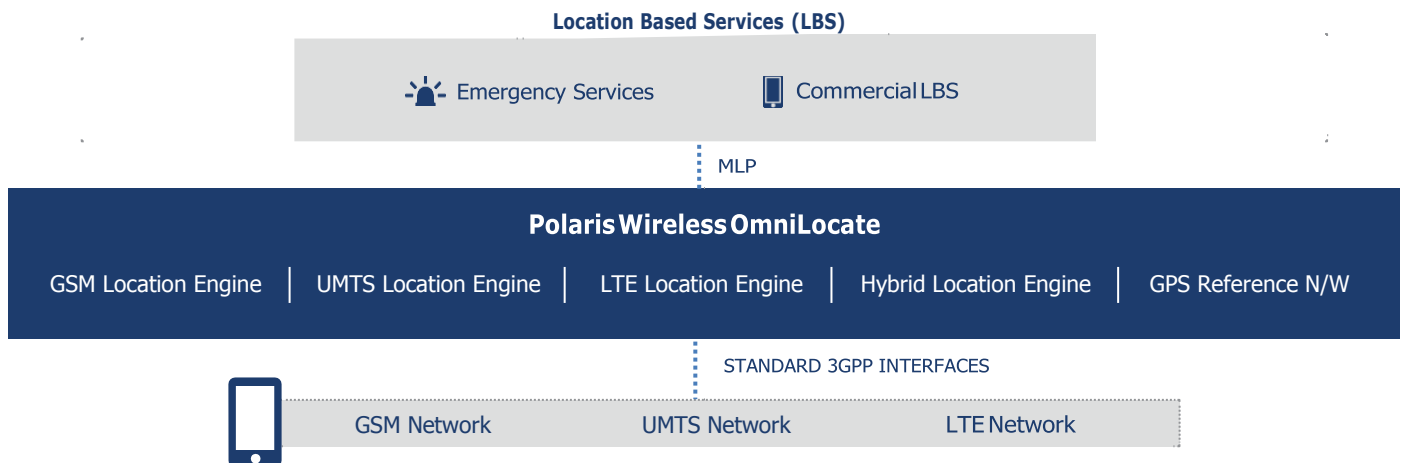 Location Based Services (LBS)
Emergency Services Commercial LBS
MLP
Polaris Wireless OmniLocate
GSM Location Engine UMTS Location Engine LTE Location Engine Hybrid Location Engine GPS Reference N/W
STANDARD 3GPP INTERFACES
GSM Network UMTS Network LTE Network